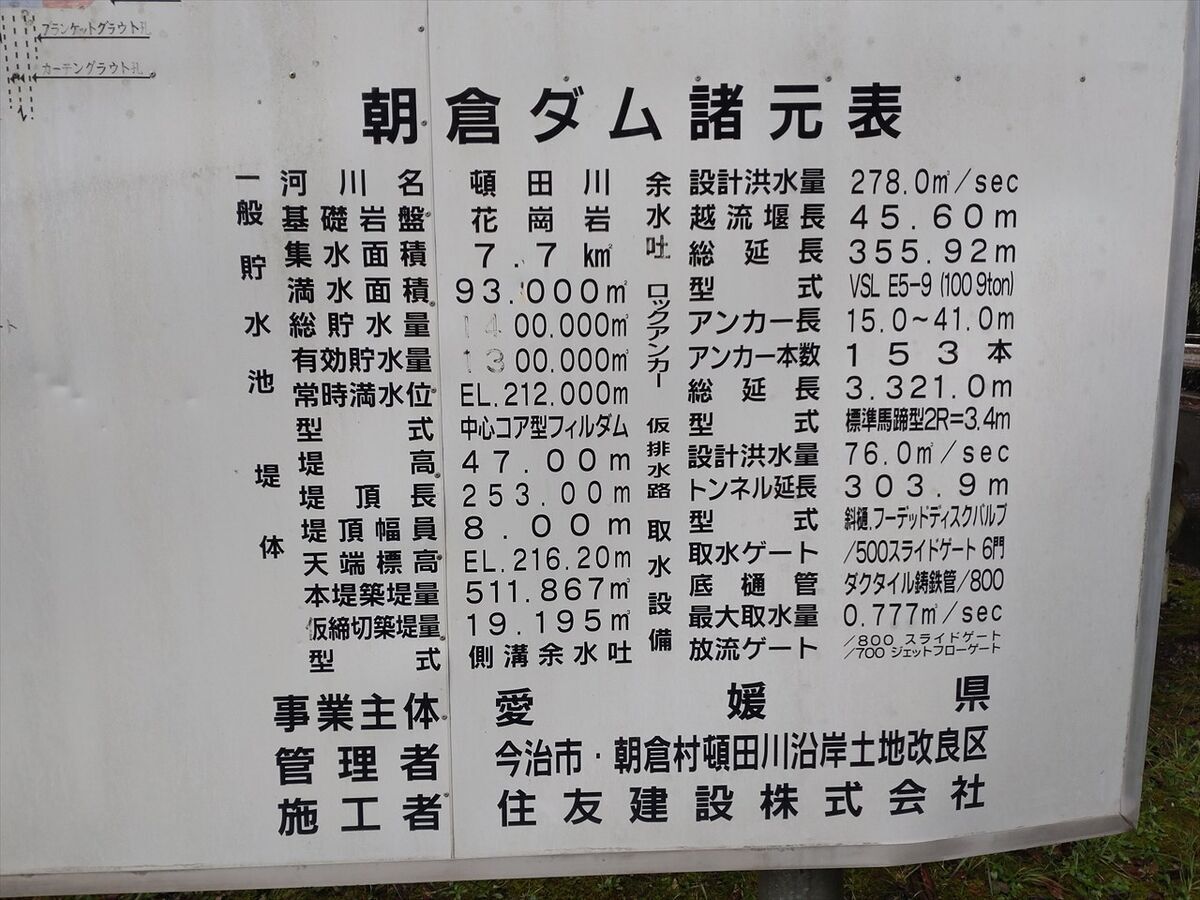 ブランケットグラウト孔
カーテングラウト孔
朝倉ダム諸元表
一般
河川名 頓田川
基礎岩盤 花崗岩
貯水池
集水面積 7.7k㎡
満水面積 93.000㎡
総貯水量 1400.000㎥
有効貯水量 1300.000㎥
常時満水位 EL.212.000m
堤体
型式 中心コア型フィルダム
堤高 47.00m
堤頂長 253.00m
堤頂幅員 8.00m
天端標高 EL.216.20m
本堤築堤量 511.867㎥
仮締切築堤量 19.195㎥
型式 側溝余水吐
余水吐
設計洪水量 278.0㎥/sec
越流堰長 45.60m
総延長 355.92m
ロックアンカー
型式 VSL E5-9 (100 9ton)
アンカー長 15.0~41.0m
アンカー本数 153本
総延長 3.321.0m
仮排水路
型式 標準馬蹄型2R=3.4m
設計洪水量 76.0㎥/sec
トンネル延長 303.9m
取水設備
型式 斜樋.フーデッドディスクバルブ
取水ゲート /500スライドゲート 6門
底樋管 ダクタイル鋳鉄管/800
最大取水量 0.777㎥/sec
放流ゲート /800 スライドゲート
/700 ジェットフローゲート
事業主体 愛媛県
管理者 今治市・朝倉村頓田川沿岸土地改良区
施工者 住友建設株式会社